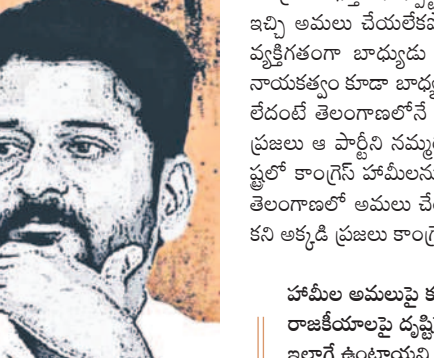 ఇచ్చి అమలు చేయలేకపో
వ్యక్తిగతంగా బాధ్యుడు
నాయకత్వం కూడా బాధ్య
లేదంటే తెలంగాణలోనే
ప్రజలు ఆ పార్టీని నమ్మ
ష్ట్రలో కాంగ్రెస్ హామీలను
తెలంగాణలో అమలు చే
కని అక్కడి ప్రజలు కాంగ్రె
హామీల అమలుపై క
రాజకీయాలపై దృష్టి
ఇలాగే ఉంటాయని